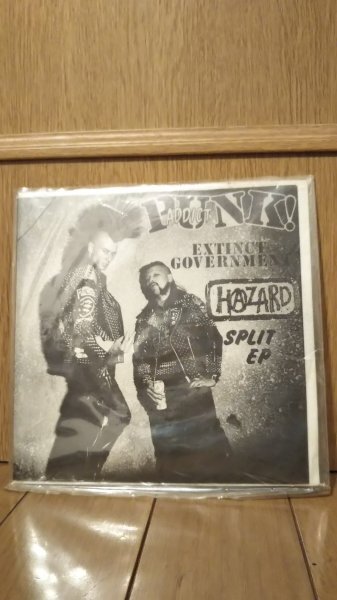 PUNK!
ADDICT
EXTINCT
GOVERNMENT
HAZARD
SPLIT
EP